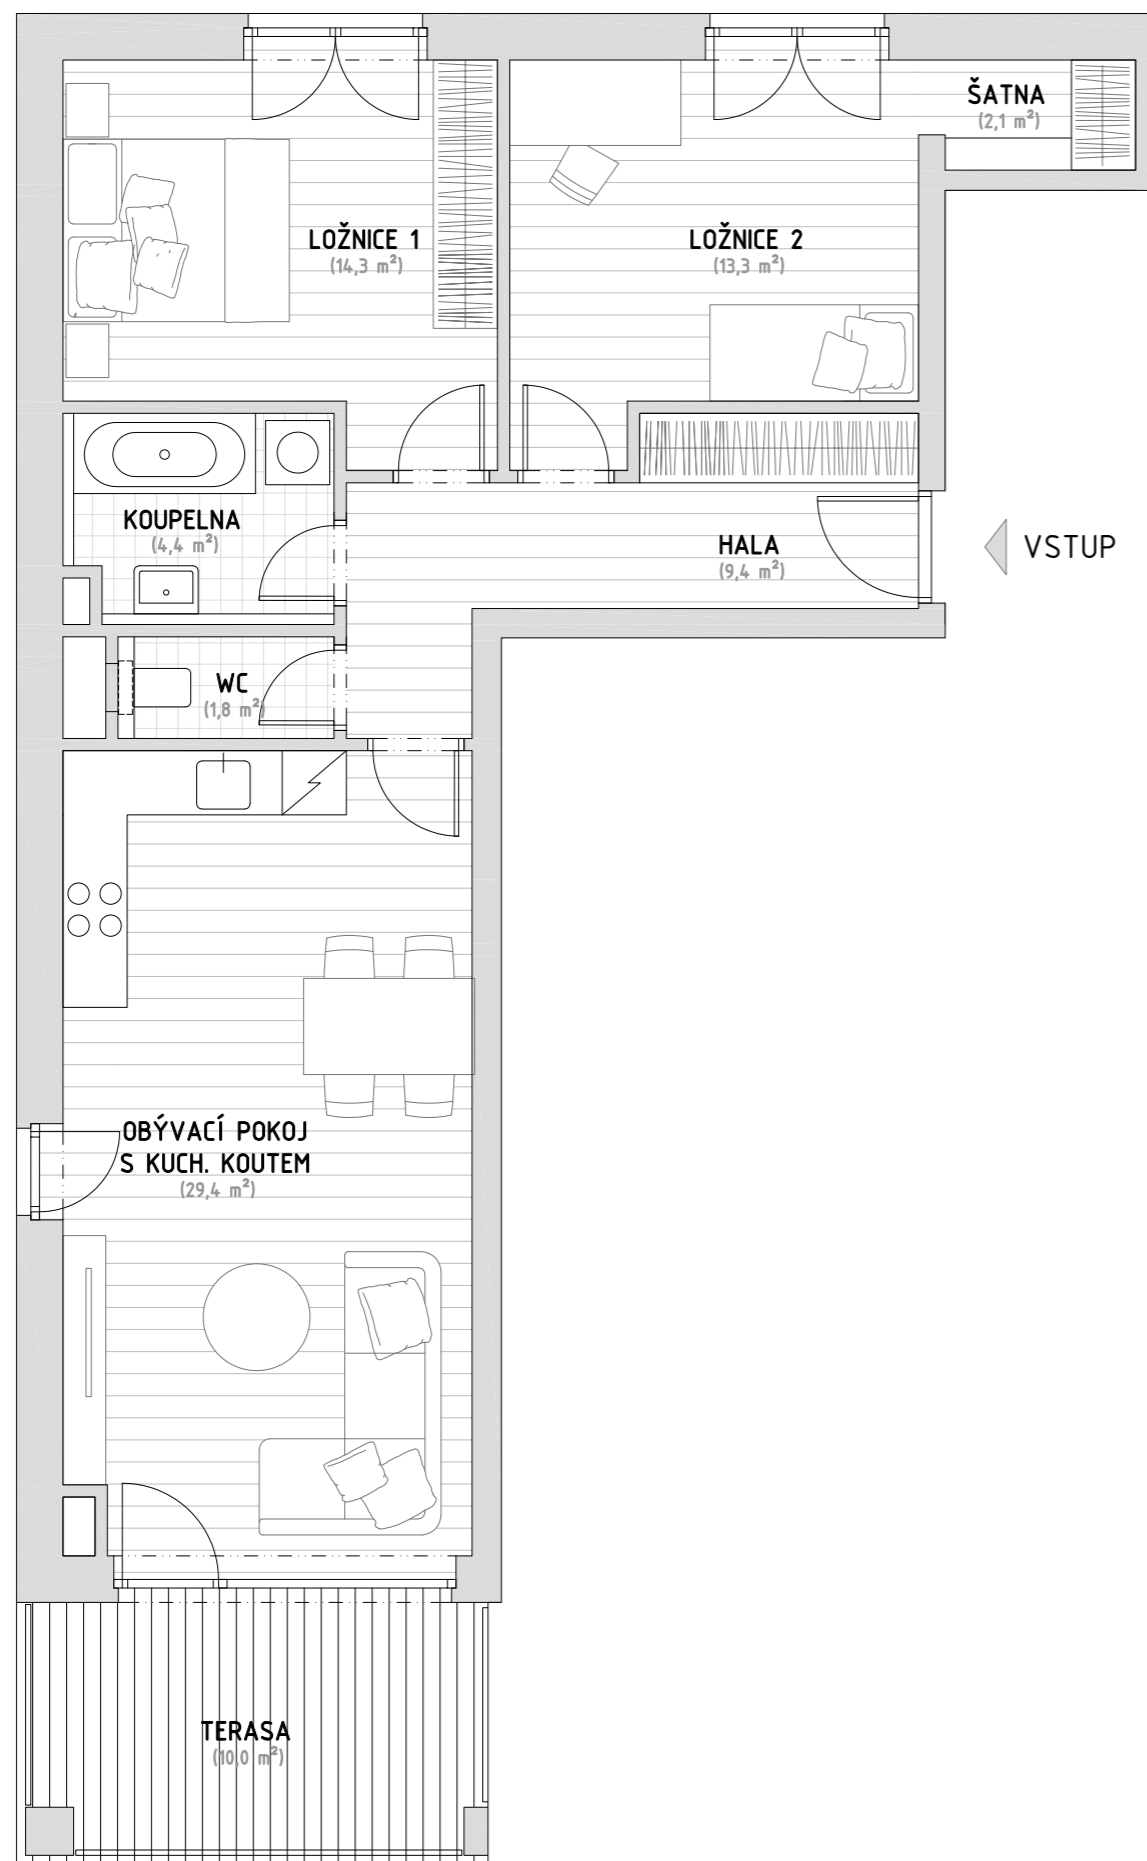 ŠATNA
(2,1 m²)
LOŽNICE 1
(14,3 m²)
LOŽNICE 2
(13,3 m²)
KOUPELNA
(4,4 m²)
HALA
(9,4 m²)
VSTUP
WC
(1,8 m²)
OBÝVACÍ POKOJ
S KUCH. KOUTEM
(29,4 m²)
TERASA
(10,0 m²)